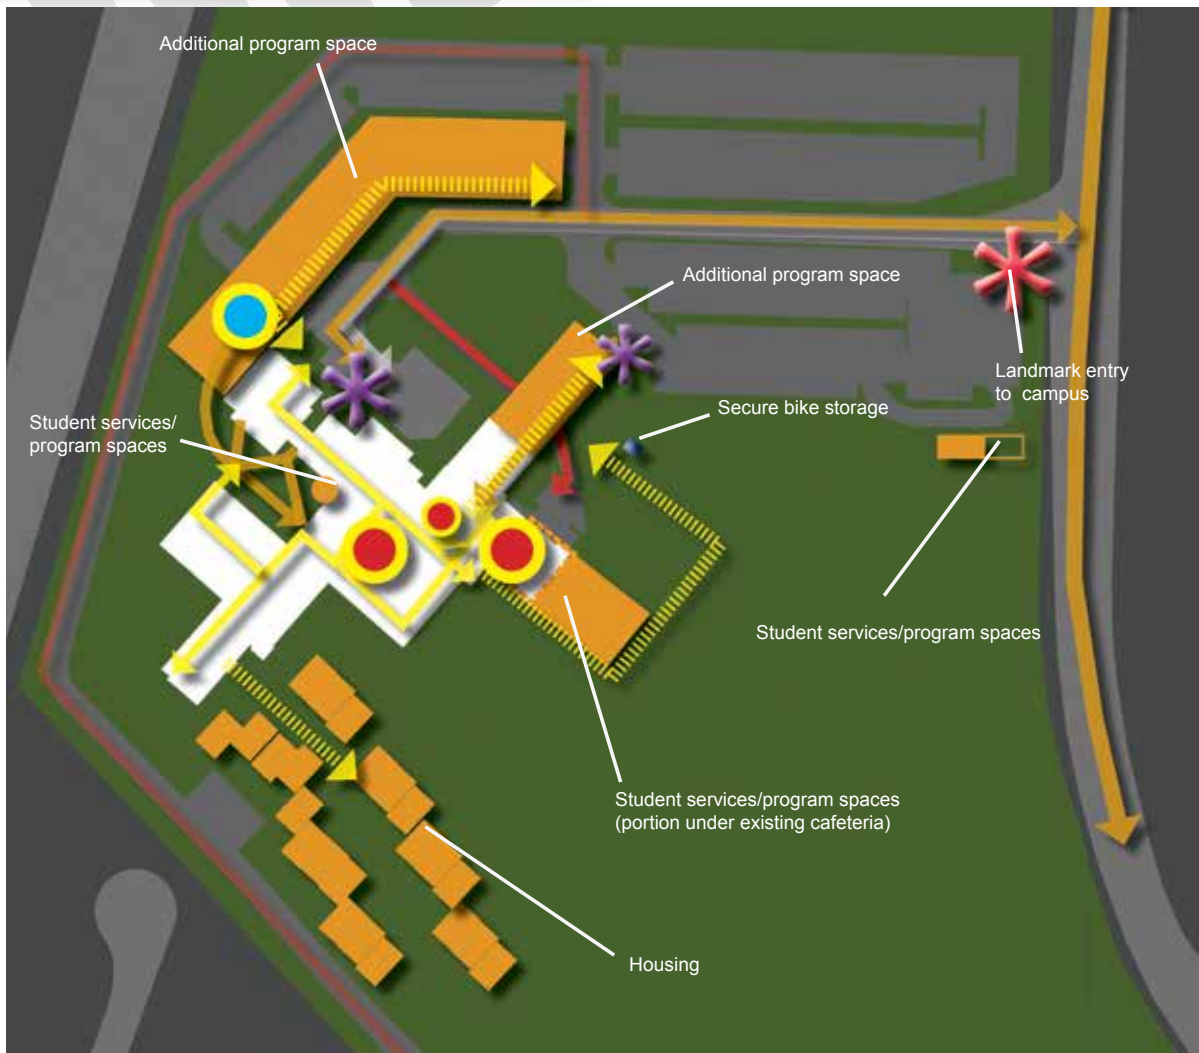 Additional program space
Additional program space
Landmark entry
to campus
Secure bike storage
Student services/
program spaces
Student services/program spaces
Student services/program spaces
(portion under existing cafeteria)
Housing